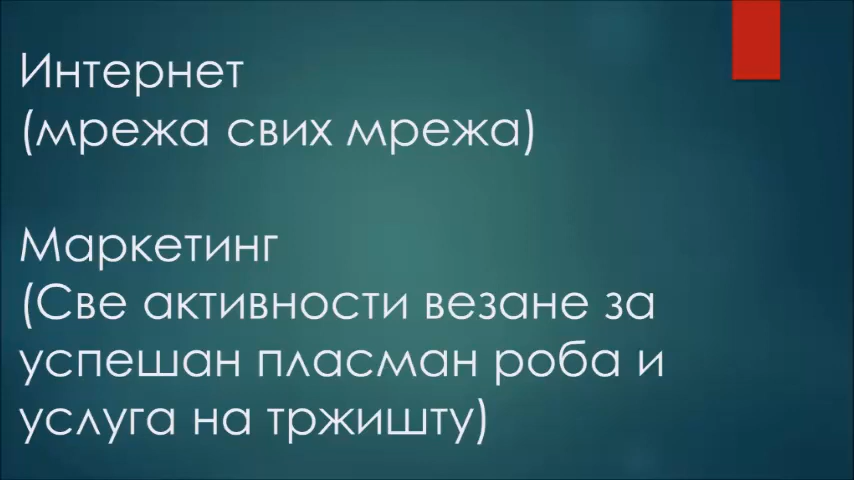 Интернет
(мрежа свих мрежа)
Маркетинг
(Све активности везане за
успешан пласман роба и
услуга на тржишту)